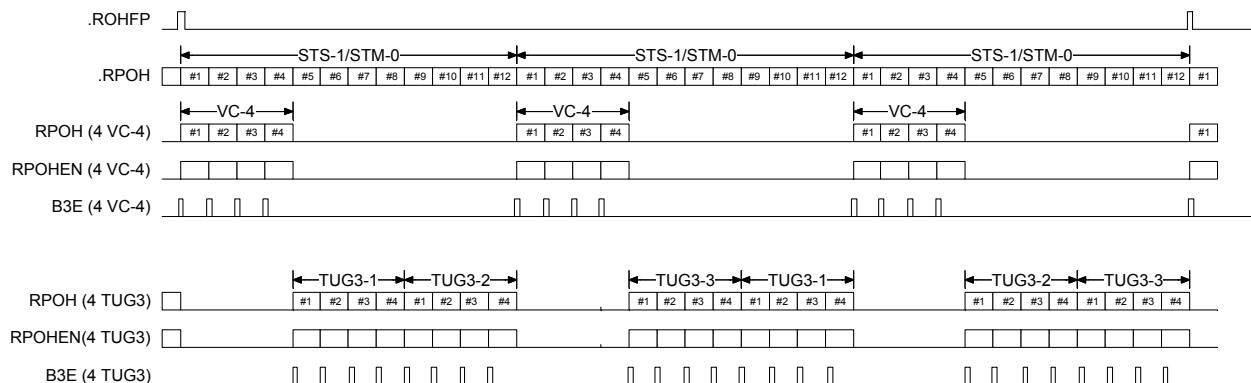 .ROHFP
STS-1/STM-0 STS-1/STM-0 STS-1/STM-0
.RPOH #1 #2 #3 #4 #5 #6 #7 #8 #9 #10 #11 #12 #1 #2 #3 #4 #5 #6 #7 #8 #9 #10 #11 #12 #1 #2 #3 #4 #5 #6 #7 #8 #9 #10 #11 #12 #1
VC-4 VC-4 VC-4
RPOH (4 VC-4) #1 #2 #3 #4 #1 #2 #3 #4 #1 #2 #3 #4 #1
RPOHEN (4 VC-4)
B3E (4 VC-4)
TUG3-1 TUG3-2 TUG3-3 TUG3-1 TUG3-2 TUG3-3
RPOH (4 TUG3) #1 #2 #3 #4 #1 #2 #3 #4 #1 #2 #3 #4 #1 #2 #3 #4 #1 #2 #3 #4 #1 #2 #3 #4
RPOHEN(4 TUG3)
B3E (4 TUG3)